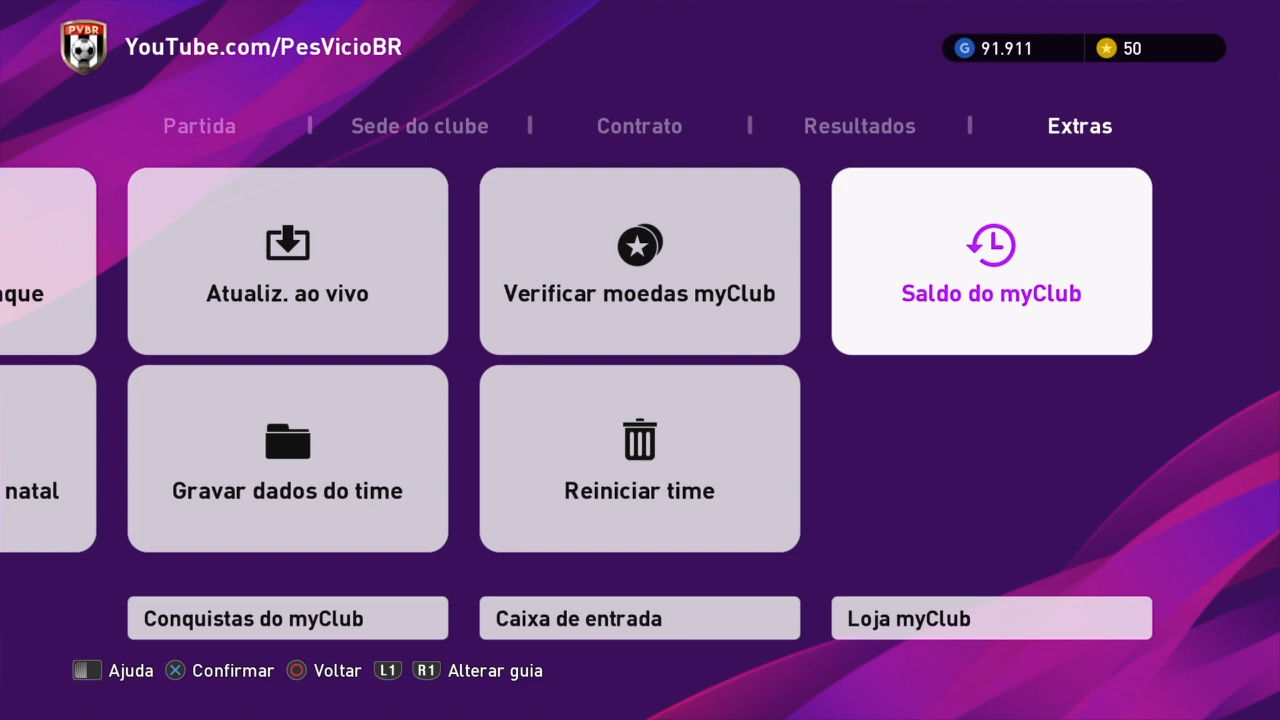 PVBR
YouTube.com/PesVicioBR
G 91.911
50
Partida
Sede do clube
Contrato
Resultados
Extras
Atualiz. ao vivo
Verificar moedas myClub
Saldo do myClub
natal
Gravar dados do time
Reiniciar time
Conquistas do myClub
Caixa de entrada
Loja myClub
Ajuda
Confirmar
Voltar
L1
R1
Alterar guia